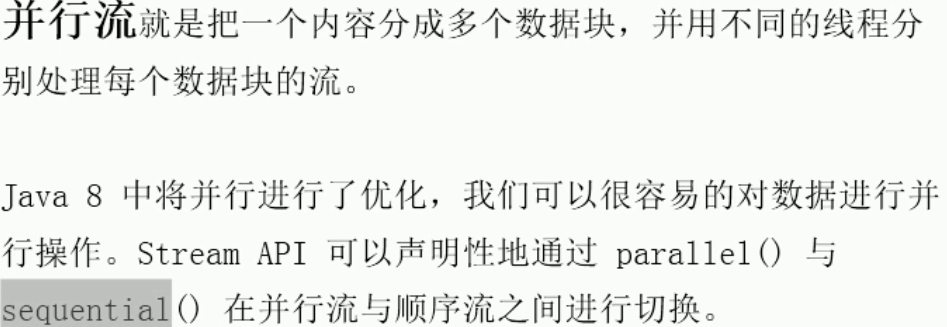 并行流就是把一个内容分成多个数据块，并用不同的线程分
别处理每个数据块的流。
Java 8 中将并行进行了优化，我们可以很容易的对数据进行并
行操作。Stream API 可以声明性地通过 parallel() 与
sequential() 在并行流与顺序流之间进行切换。